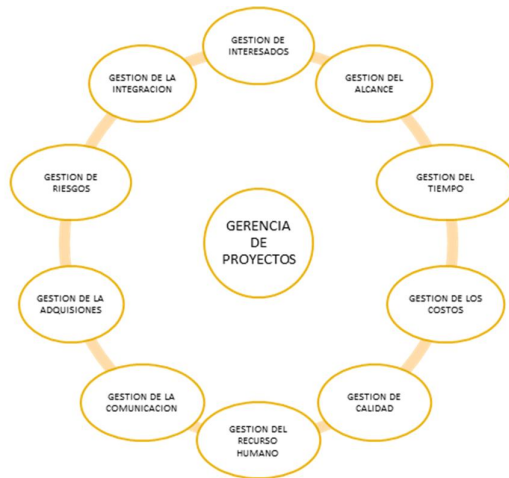 GESTION DE
INTERESADOS
GESTION DEL
ALCANCE
GESTION DEL
TIEMPO
GESTION DE LOS
COSTOS
GESTION DE
CALIDAD
GESTION DEL
RECURSO
HUMANO
GESTION DE LA
COMUNICACION
GESTION DE LA
ADQUISIONES
GESTION DE
RIESGOS
GESTION DE LA
INTEGRACION
GERENCIA
DE
PROYECTOS